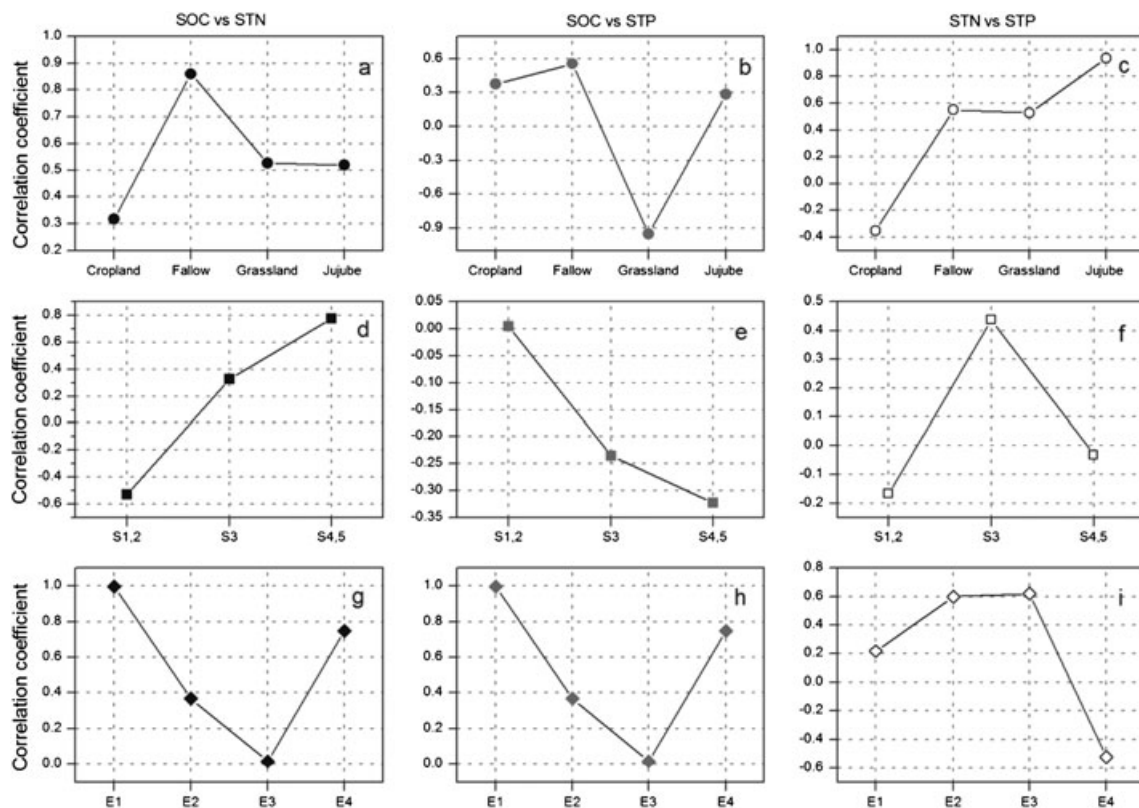 SOC vs STN
SOC vs STP
STN vs STP
Correlation coefficient
1.0
0.9
0.8
0.7
0.6
0.5
0.4
0.3
0.2
a
Cropland Fallow Grassland Jujube
0.6
0.3
0.0
-0.3
-0.6
-0.9
b
Cropland Fallow Grassland Jujube
1.0
0.8
0.6
0.4
0.2
0.0
-0.2
-0.4
c
Cropland Fallow Grassland Jujube
Correlation coefficient
0.8
0.6
0.4
0.2
0.0
-0.2
-0.4
-0.6
d
S1,2 S3 S4,5
0.05
0.00
-0.05
-0.10
-0.15
-0.20
-0.25
-0.30
-0.35
e
S1,2 S3 S4,5
0.5
0.4
0.3
0.2
0.1
0.0
-0.1
-0.2
f
S1,2 S3 S4,5
Correlation coefficient
1.0
0.8
0.6
0.4
0.2
0.0
g
E1 E2 E3 E4
1.0
0.8
0.6
0.4
0.2
0.0
h
E1 E2 E3 E4
0.8
0.6
0.4
0.2
0.0
-0.2
-0.4
-0.6
i
E1 E2 E3 E4